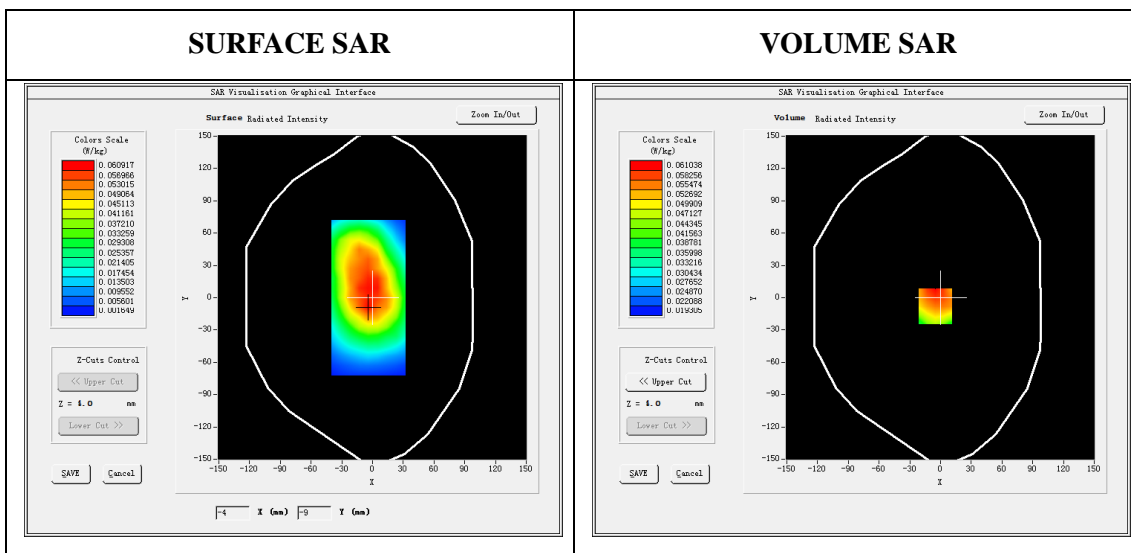 SURFACE SAR
VOLUME SAR
SAR Visualisation Graphical Interface
Surface Radiated Intensity
Zoom In/Out
Colors Scale
(W/kg)
0.060917
0.056966
0.053015
0.049064
0.045113
0.041161
0.037210
0.033259
0.029308
0.025357
0.021405
0.017454
0.013503
0.009552
0.005601
0.001649
150
120
90
60
30
0
-30
-60
-90
-120
-150
Y
-150 -120 -90 -60 -30 0 30 60 90 120 150
X
Z-Cuts Control
<< Upper Cut
Z = 4.0 mm
Lower Cut >>
SAVE
Cancel
-4 X (mm) -9 Y (mm)
SAR Visualisation Graphical Interface
Volume Radiated Intensity
Zoom In/Out
Colors Scale
(W/kg)
0.061038
0.058256
0.055474
0.052692
0.049909
0.047127
0.044345
0.041563
0.038781
0.035998
0.033216
0.030434
0.027652
0.024870
0.022088
0.019305
150
120
90
60
30
0
-30
-60
-90
-120
-150
Y
-150 -120 -90 -60 -30 0 30 60 90 120 150
X
Z-Cuts Control
<< Upper Cut
Z = 4.0 mm
Lower Cut >>
SAVE
Cancel